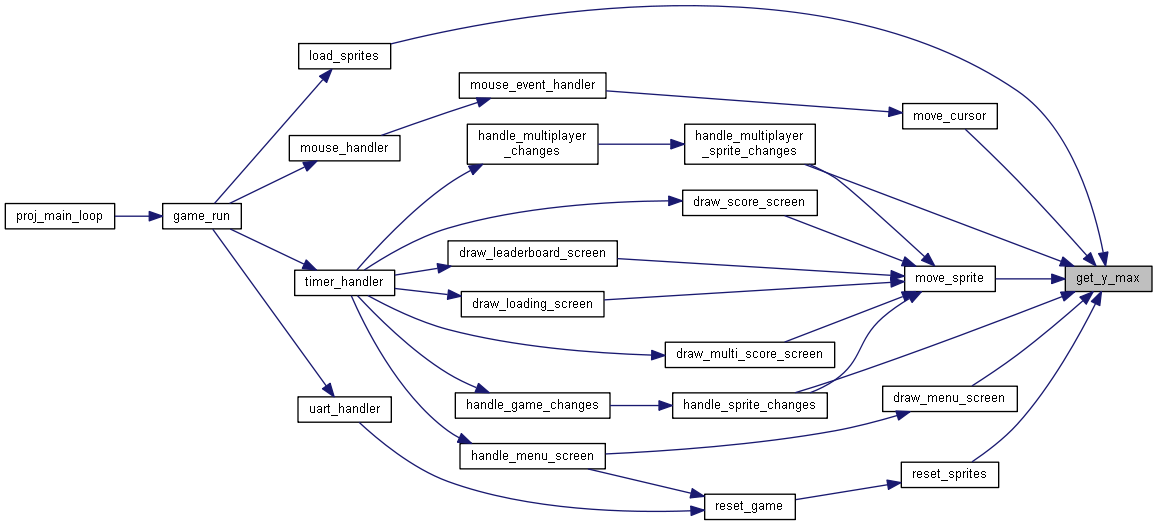 load_sprites
mouse_event_handler
move_cursor
handle_multiplayer
_changes
handle_multiplayer
_sprite_changes
mouse_handler
draw_score_screen
proj_main_loop
game_run
draw_leaderboard_screen
timer_handler
move_sprite
get_y_max
draw_loading_screen
draw_multi_score_screen
draw_menu_screen
uart_handler
handle_game_changes
handle_sprite_changes
handle_menu_screen
reset_sprites
reset_game